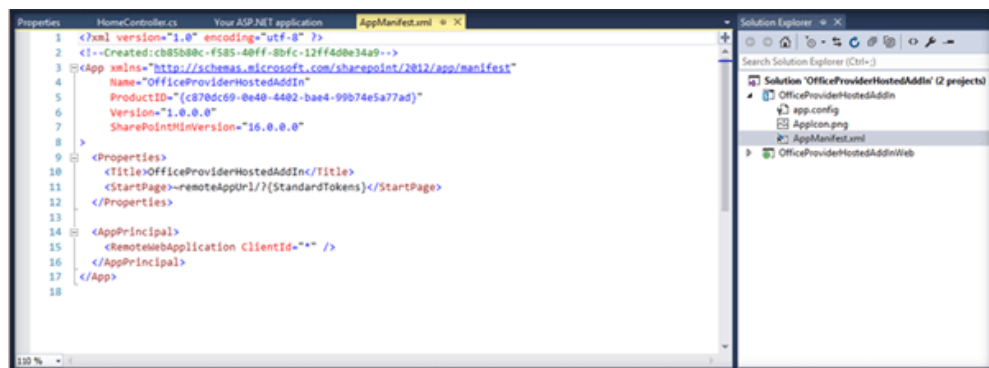 Properties HomeController.cs Your ASP.NET application AppManifest.xml
1 <?xml version="1.0" encoding="utf-8" ?>
2 <!--Created:cb85b80c-f585-40ff-8bfc-12ff4d0e34a9-->
3 <App xmlns="http://schemas.microsoft.com/sharepoint/2012/app/manifest"
4 Name="OfficeProviderHostedAddIn"
5 ProductID="{c870dc69-0e40-4402-bae4-99b74e5a77ad}"
6 Version="1.0.0.0"
7 SharePointMinVersion="16.0.0.0"
8 >
9 <Properties>
10 <Title>OfficeProviderHostedAddIn</Title>
11 <StartPage>~remoteAppUrl/?{StandardTokens}</StartPage>
12 </Properties>
13
14 <AppPrincipal>
15 <RemoteWebApplication ClientId="*" />
16 </AppPrincipal>
17 </App>
18
110 %
Solution Explorer
Search Solution Explorer (Ctrl+;)
Solution 'OfficeProviderHostedAddIn' (2 projects)
OfficeProviderHostedAddIn
app.config
AppIcon.png
AppManifest.xml
OfficeProviderHostedAddInWeb